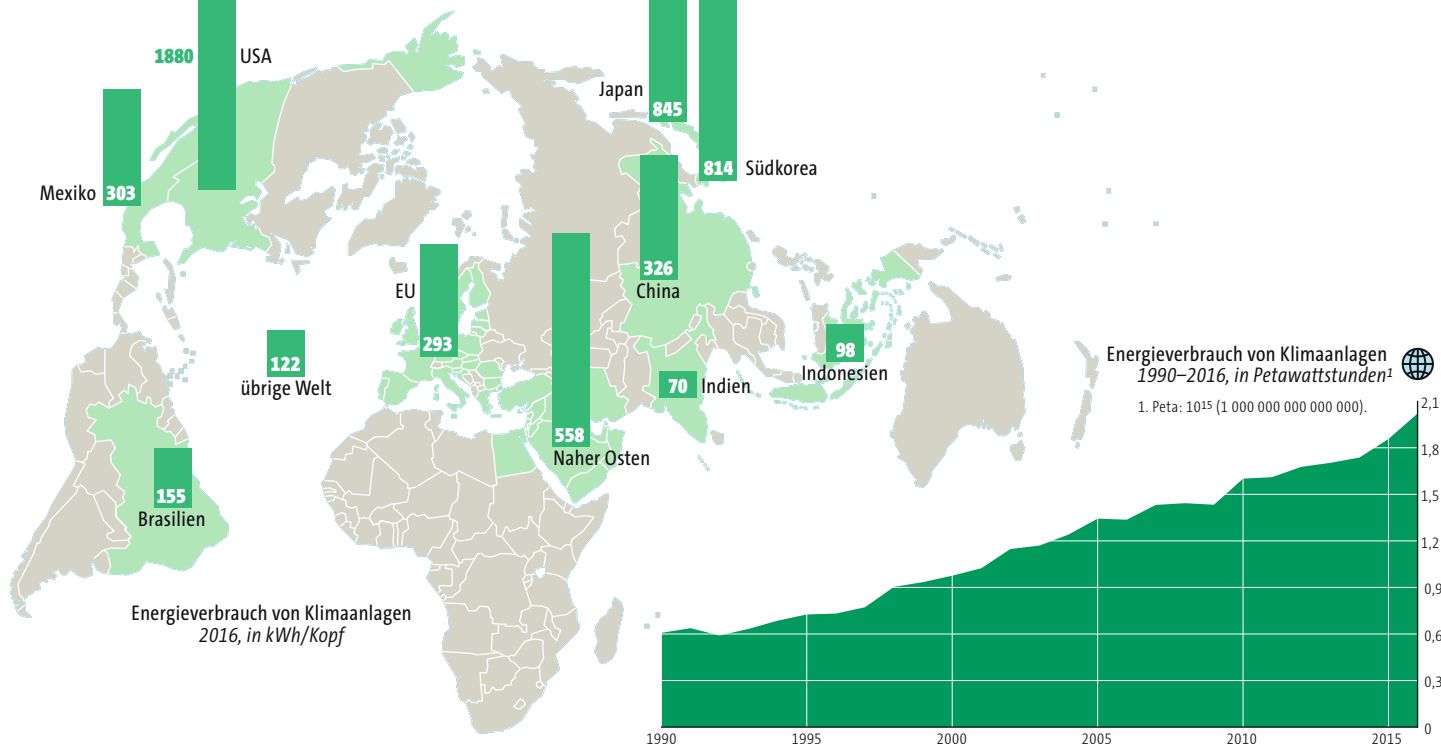 1880 USA
Japan
845
814 Südkorea
Mexiko 303
326
China
EU
293
122
übrige Welt
98
Indonesien
70 Indien
558
Naher Osten
155
Brasilien
Energieverbrauch von Klimaanlagen
2016, in kWh/Kopf
Energieverbrauch von Klimaanlagen
1990–2016, in Petawattstunden¹
1. Peta: 10¹⁵ (1 000 000 000 000 000).
2,1
1,8
1,5
1,2
0,9
0,6
0,3
0
1990 1995 2000 2005 2010 2015